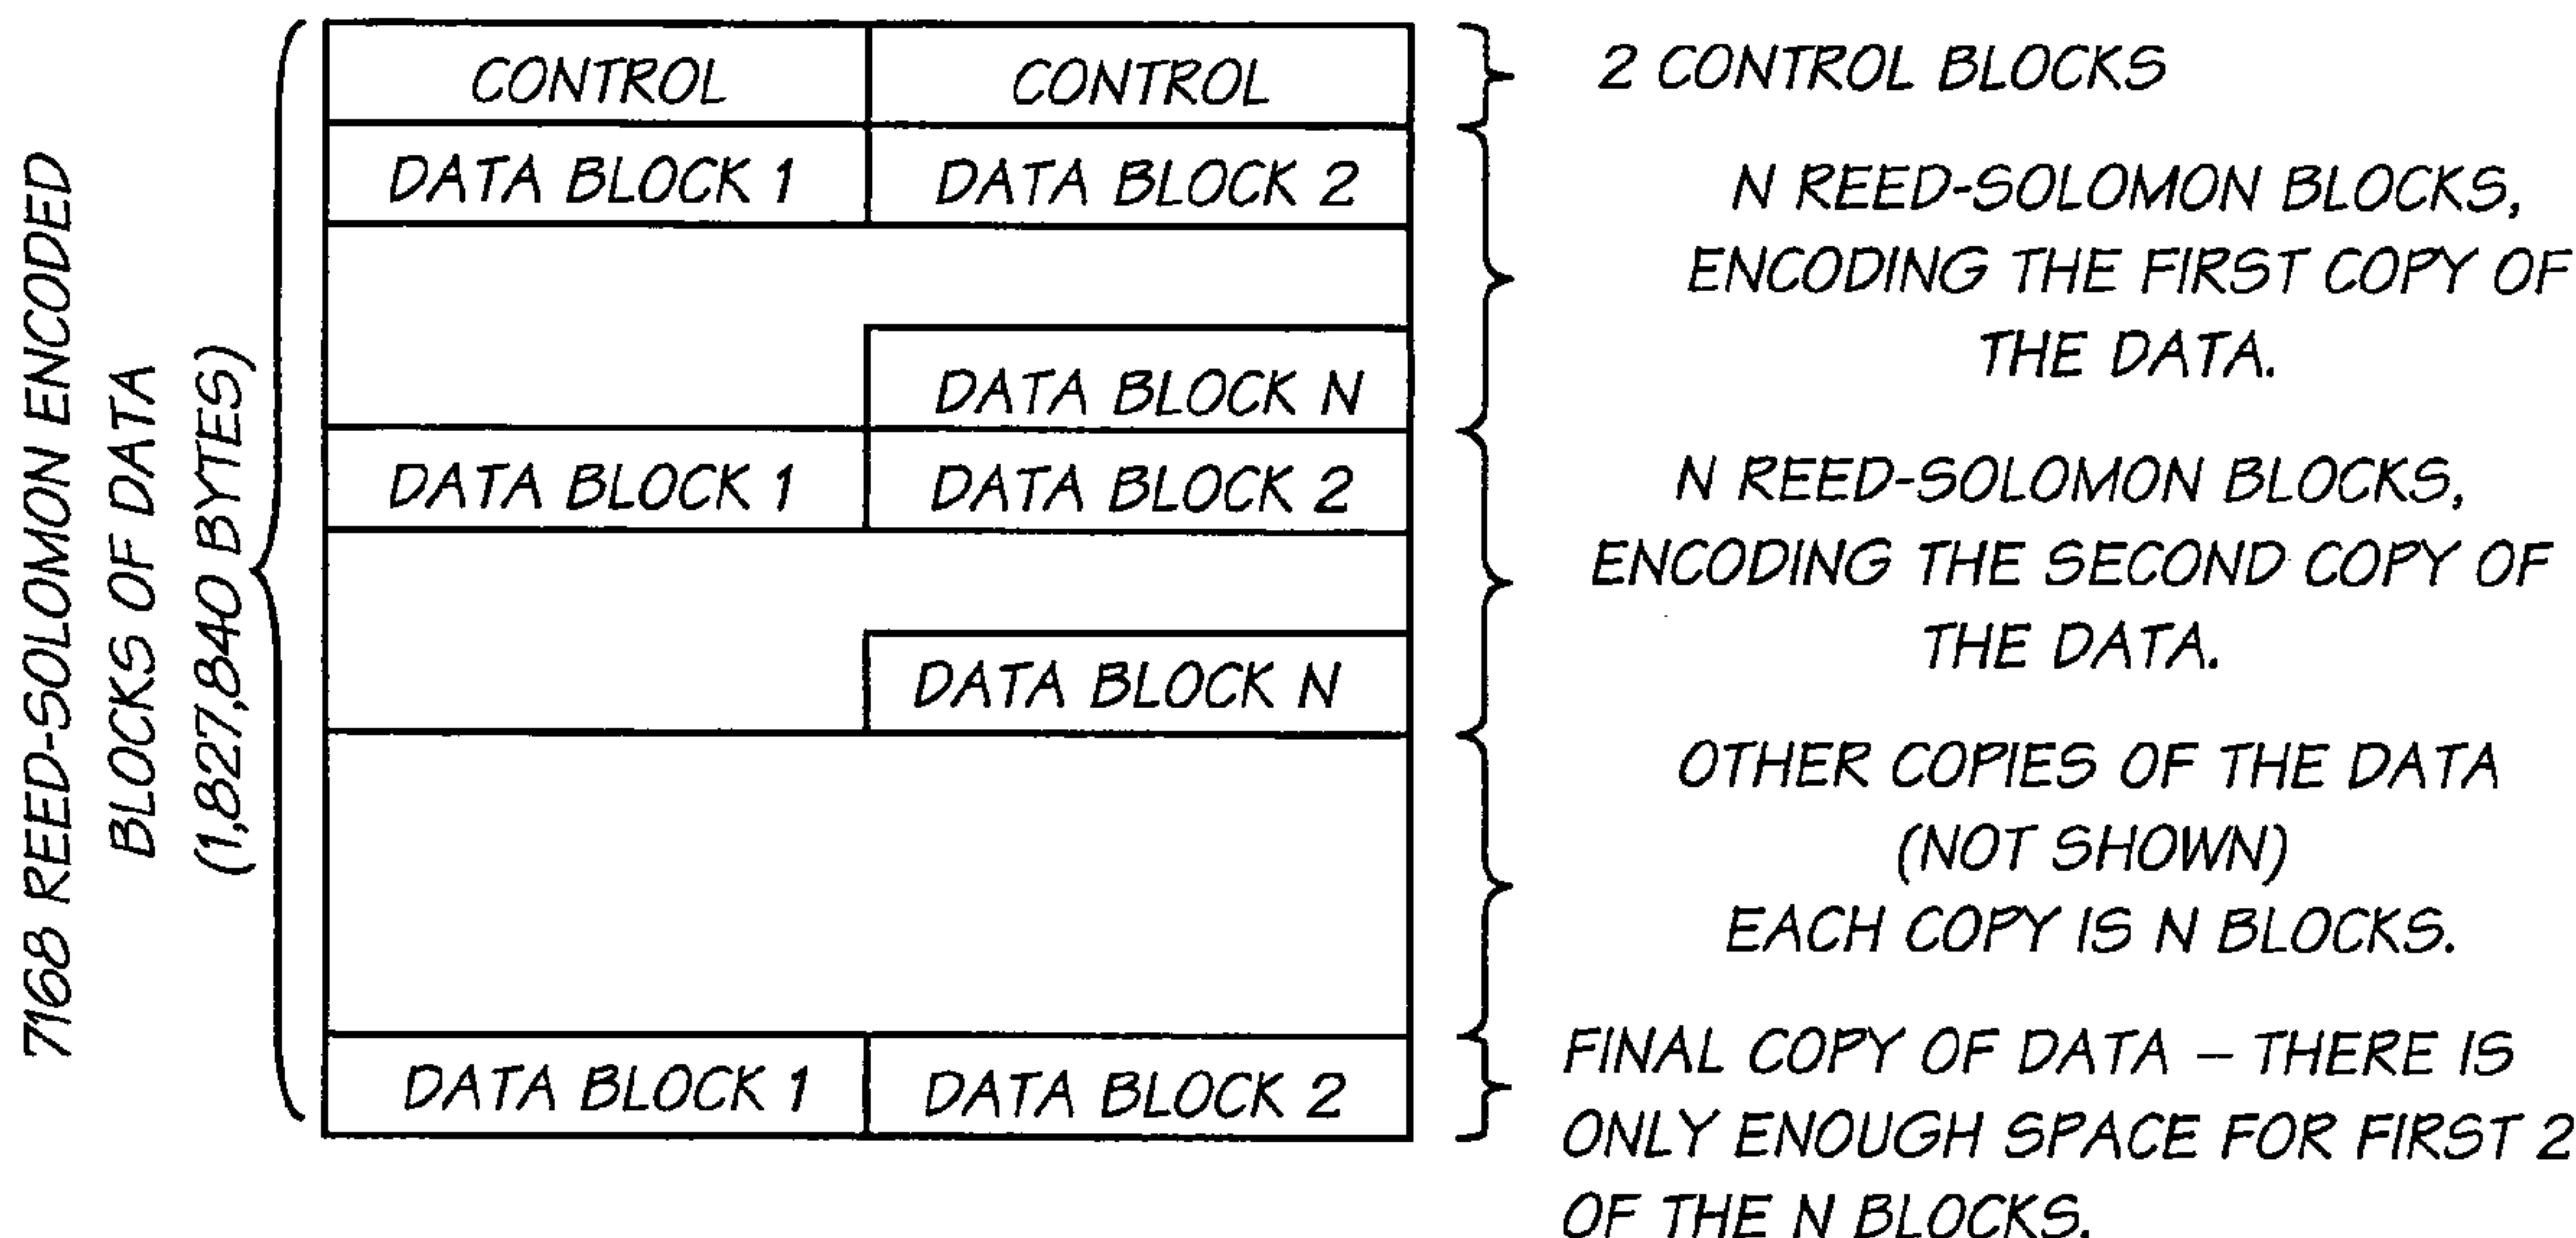 7168 REED-SOLOMON ENCODED
BLOCKS OF DATA
(1,827,840 BYTES)
CONTROL
CONTROL
2 CONTROL BLOCKS
DATA BLOCK 1
DATA BLOCK 2
N REED-SOLOMON BLOCKS,
ENCODING THE FIRST COPY OF
THE DATA.
DATA BLOCK N
DATA BLOCK 1
DATA BLOCK 2
N REED-SOLOMON BLOCKS,
ENCODING THE SECOND COPY OF
THE DATA.
DATA BLOCK N
OTHER COPIES OF THE DATA
(NOT SHOWN)
EACH COPY IS N BLOCKS.
DATA BLOCK 1
DATA BLOCK 2
FINAL COPY OF DATA – THERE IS
ONLY ENOUGH SPACE FOR FIRST 2
OF THE N BLOCKS.